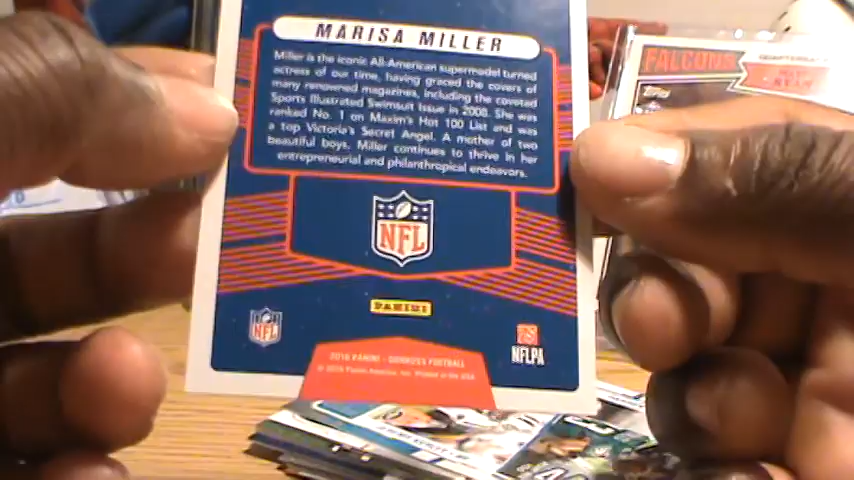 MARISA MILLER
Miller is the iconic All-American supermodel turned
actress of our time, having graced the covers of
many renowned magazines, including the coveted
Sports Illustrated Swimsuit Issue in 2008. She was
ranked No. 1 on Maxim's Hot 100 List and was
a top Victoria's Secret Angel. A mother of two
beautiful boys, Miller continues to thrive in her
entrepreneurial and philanthropical endeavors.
NFL
PANINI
NFL
NFLPA
2016 PANINI - DONRUSS FOOTBALL
© 2016 Panini America, Inc. Printed in the USA
FALCONS
Topps